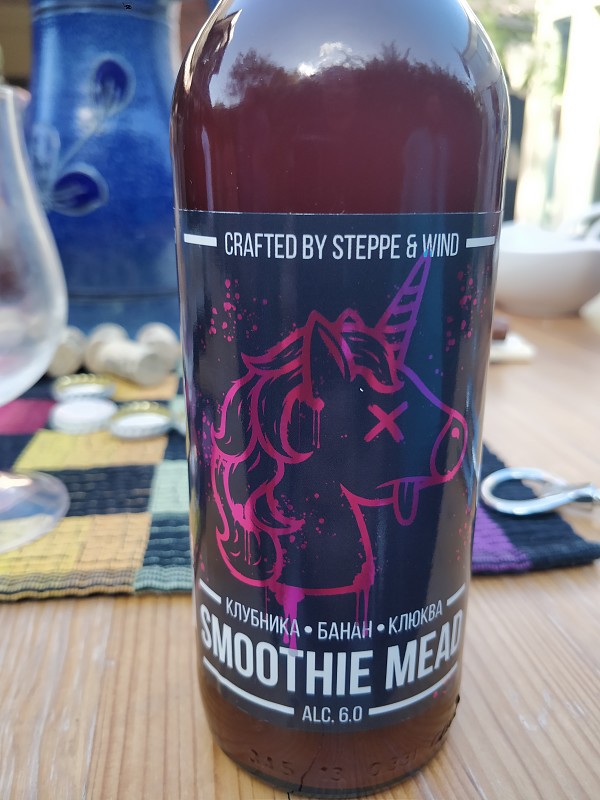 CRAFTED BY STEPPE & WIND
КЛУБНИКА • БАНАН • КЛЮКВА
SMOOTHIE MEAD
ALC. 6.0